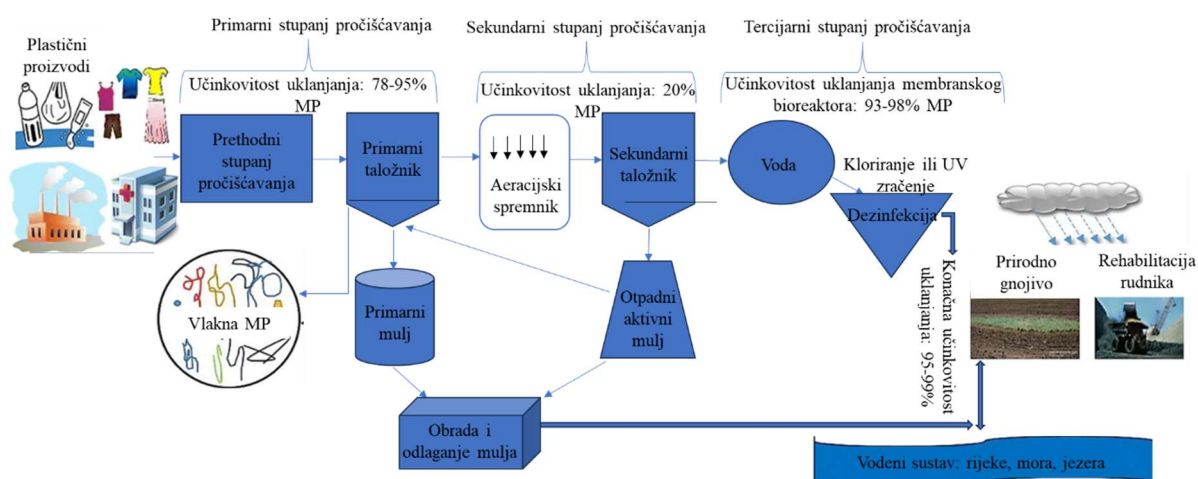 Primarni stupanj pročišćavanja
Sekundarni stupanj pročišćavanja
Tercijarni stupanj pročišćavanja
Plastični
proizvodi
Učinkovitost uklanjanja: 78-95%
MP
Učinkovitost uklanjanja: 20%
MP
Učinkovitost uklanjanja membranskog
bioreaktora: 93-98% MP
Prethodni
stupanj
pročišćavanja
Primarni
taložnik
Aeracijski
spremnik
Sekundarni
taložnik
Voda
Kloriranje ili UV
zračenje
Dezinfekcija
Konačna učinkovitost
uklanjanja: 95-99%
Prirodno
gnojivo
Rehabilitacija
rudnika
Vlakna MP
Primarni
mulj
Otpadni
aktivni
mulj
Obrada i
odlaganje mulja
Vodeni sustav: rijeke, mora, jezera